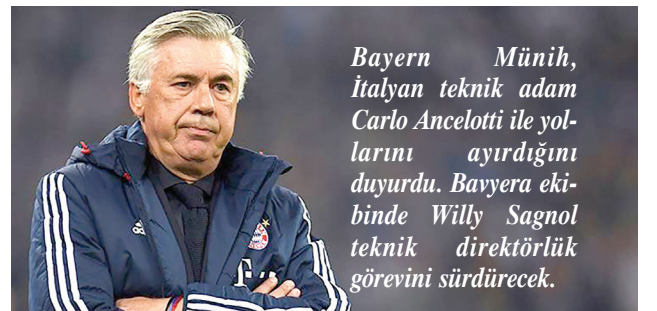 Bayern Münih,
İtalyan teknik adam
Carlo Ancelotti ile yol-
larını ayırdığını
duyurdu. Bavyera eki-
binde Willy Sagnol
teknik direktörlük
görevini sürdürecek.
adidas